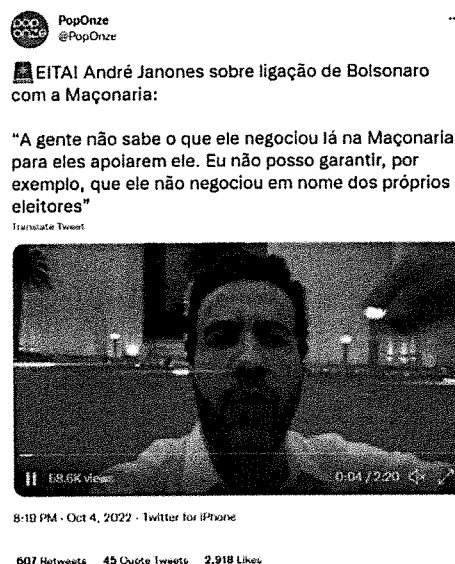 pop
onze
PopOnze
@PopOnze
🚨EITA! André Janones sobre ligação de Bolsonaro
com a Maçonaria:
“A gente não sabe o que ele negociou lá na Maçonaria
para eles apoiarem ele. Eu não posso garantir, por
exemplo, que ele não negociou em nome dos próprios
eleitores”
Translate Tweet
68.6K views
0:04 / 2:20
8:19 PM · Oct 4, 2022 · Twitter for iPhone
607 Retweets 45 Quote Tweets 2,918 Likes